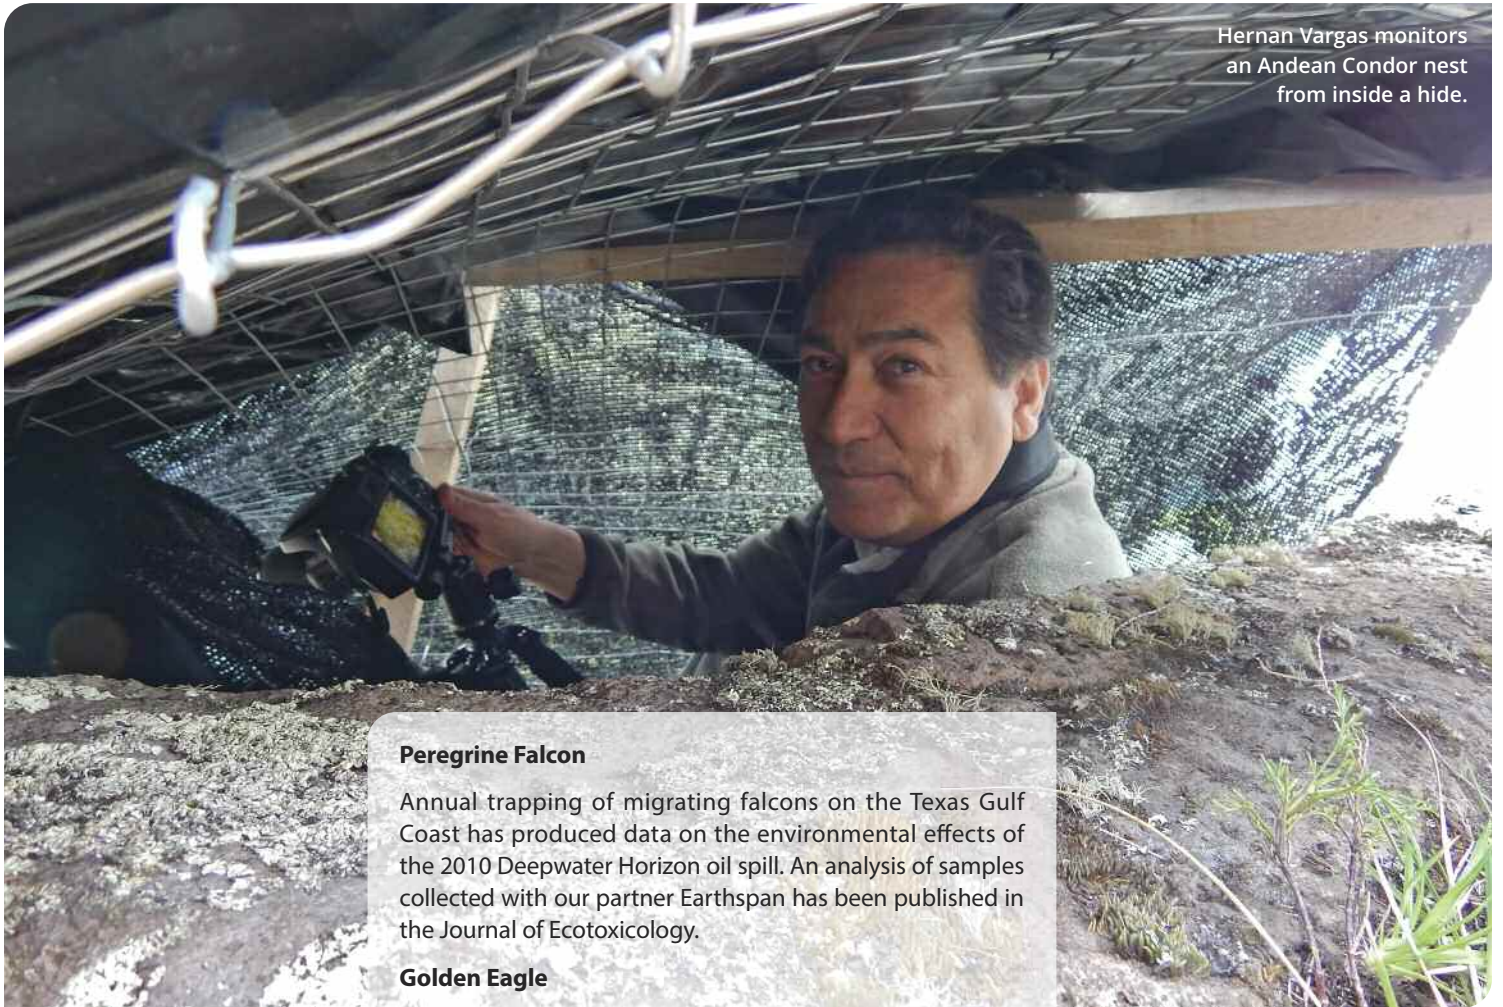 Hernan Vargas monitors
an Andean Condor nest
from inside a hide.
Peregrine Falcon
Annual trapping of migrating falcons on the Texas Gulf
Coast has produced data on the environmental effects of
the 2010 Deepwater Horizon oil spill. An analysis of samples
collected with our partner Earthspan has been published in
the Journal of Ecotoxicology.
Golden Eagle